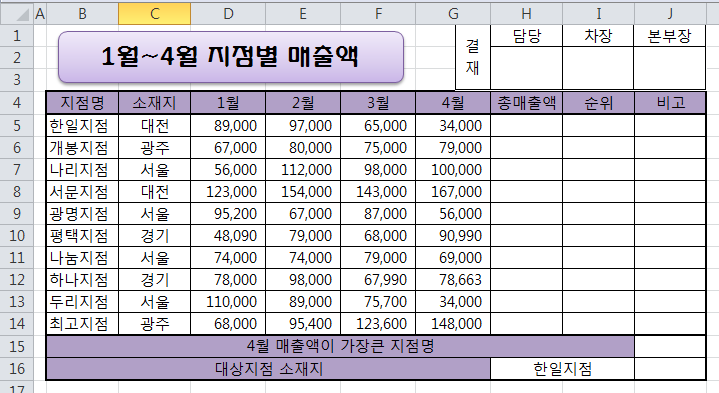 A B C D E F G H I J
1 담당 차장 본부장
2 1월~4월 지점별 매출액 결재
3
4 지점명 소재지 1월 2월 3월 4월 총매출액 순위 비고
5 한일지점 대전 89,000 97,000 65,000 34,000
6 개봉지점 광주 67,000 80,000 75,000 79,000
7 나리지점 서울 56,000 112,000 98,000 100,000
8 서문지점 대전 123,000 154,000 143,000 167,000
9 광명지점 서울 95,200 67,000 87,000 56,000
10 평택지점 경기 48,090 79,000 68,000 90,990
11 나눔지점 서울 74,000 74,000 79,000 69,000
12 하나지점 경기 78,000 98,000 67,990 78,663
13 두리지점 서울 110,000 89,000 75,700 34,000
14 최고지점 광주 68,000 95,400 123,600 148,000
15 4월 매출액이 가장큰 지점명
16 대상지점 소재지 한일지점
17